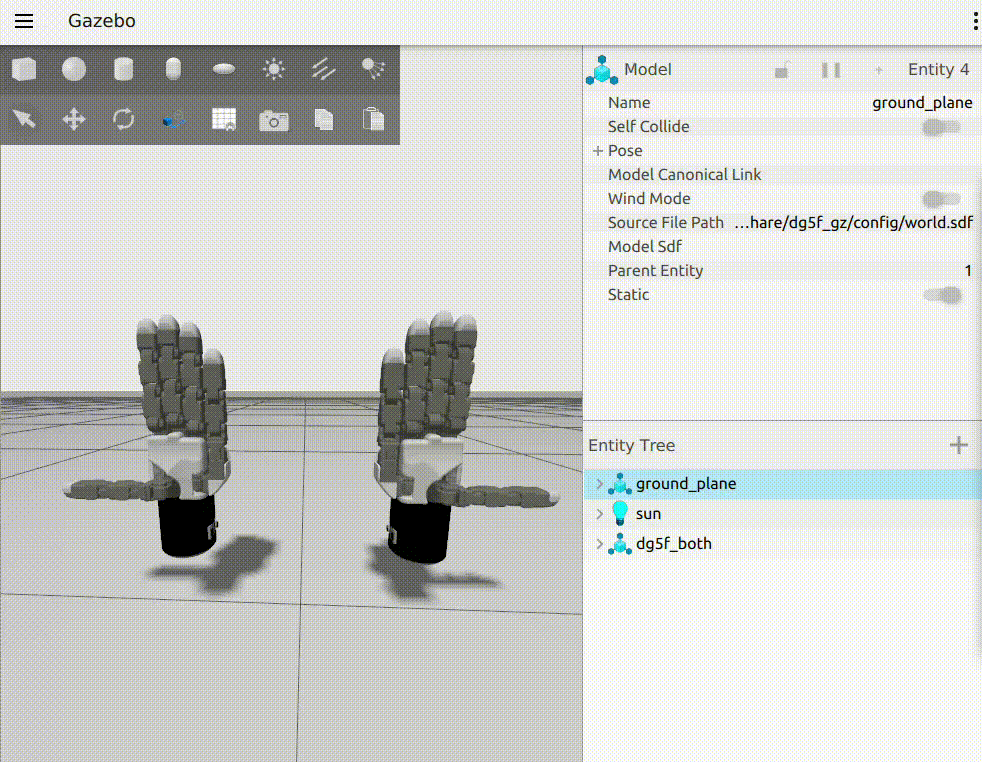 Gazebo
Model Entity 4
Name ground_plane
Self Collide
Pose
Model Canonical Link
Wind Mode
Source File Path …hare/dg5f_gz/config/world.sdf
Model Sdf
Parent Entity 1
Static
Entity Tree
ground_plane
sun
dg5f_both